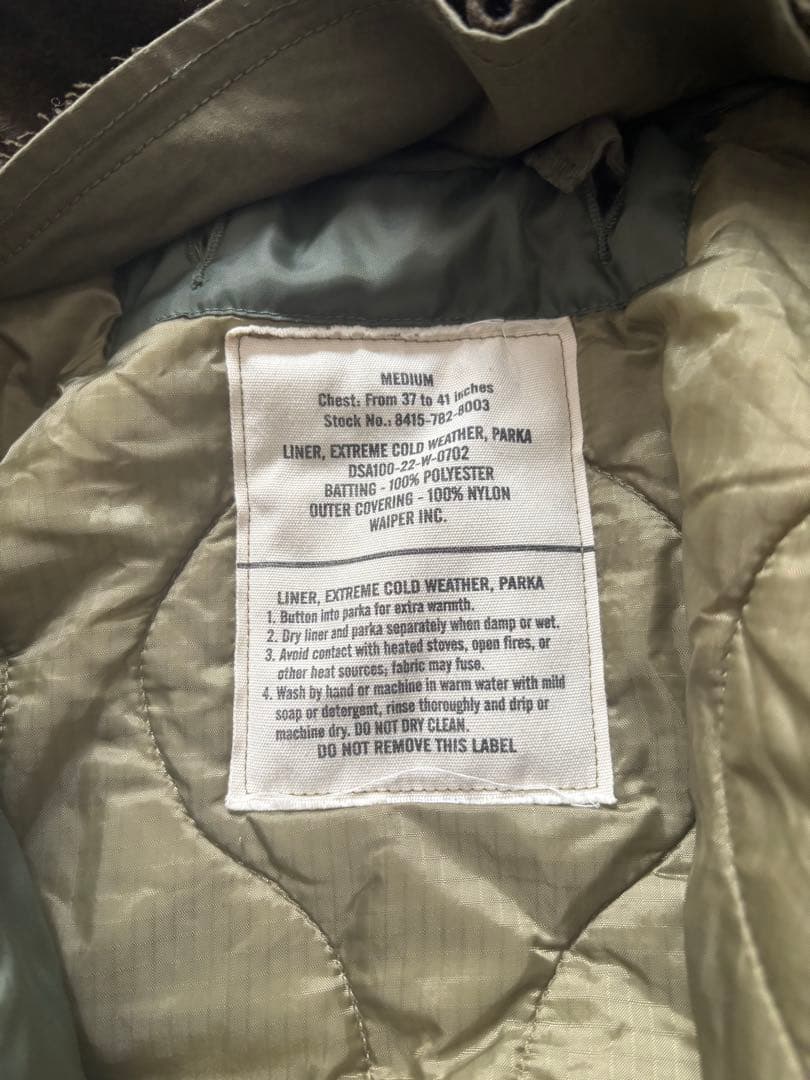 MEDIUM
Chest: From 37 to 41 inches
Stock No.: 8415-782-8003
LINER, EXTREME COLD WEATHER, PARKA
DSA100-22-W-0702
BATTING - 100% POLYESTER
OUTER COVERING - 100% NYLON
WAIPER INC.
LINER, EXTREME COLD WEATHER, PARKA
1. Button into parka for extra warmth.
2. Dry liner and parka separately when damp or wet.
3. Avoid contact with heated stoves, open fires, or
other heat sources, fabric may fuse.
4. Wash by hand or machine in warm water with mild
soap or detergent, rinse thoroughly and drip or
machine dry. DO NOT DRY CLEAN.
DO NOT REMOVE THIS LABEL